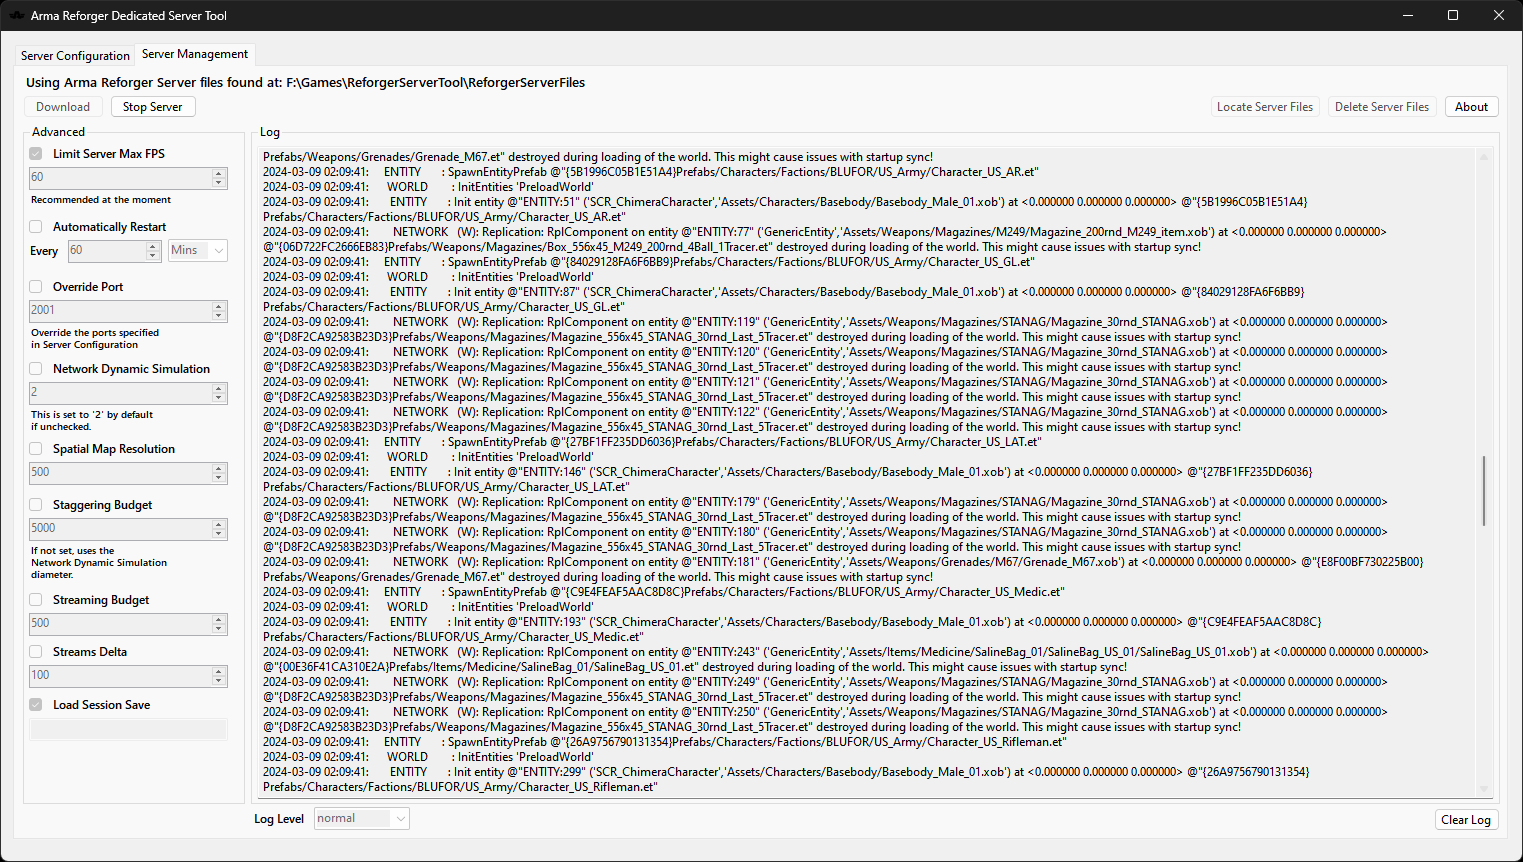 Arma Reforger Dedicated Server Tool
Server Configuration
Server Management
Using Arma Reforger Server files found at: F:\Games\ReforgerServerTool\ReforgerServerFiles
Download
Stop Server
Locate Server Files
Delete Server Files
About
Advanced
Limit Server Max FPS
60
Recommended at the moment
Automatically Restart
Every
60
Mins
Override Port
2001
Override the ports specified
in Server Configuration
Network Dynamic Simulation
2
This is set to '2' by default
if unchecked.
Spatial Map Resolution
500
Staggering Budget
5000
If not set, uses the
Network Dynamic Simulation
diameter.
Streaming Budget
500
Streams Delta
100
Load Session Save
Log
Prefabs/Weapons/Grenades/Grenade_M67.et" destroyed during loading of the world. This might cause issues with startup sync!
2024-03-09 02:09:41: ENTITY : SpawnEntityPrefab @"{5B1996C05B1E51A4}Prefabs/Characters/Factions/BLUFOR/US_Army/Character_US_AR.et"
2024-03-09 02:09:41: WORLD : InitEntities 'PreloadWorld'
2024-03-09 02:09:41: ENTITY : Init entity @"ENTITY:51" ('SCR_ChimeraCharacter','Assets/Characters/Basebody/Basebody_Male_01.xob') at <0.000000 0.000000 0.000000> @"{5B1996C05B1E51A4}
Prefabs/Characters/Factions/BLUFOR/US_Army/Character_US_AR.et"
2024-03-09 02:09:41: NETWORK (W): Replication: RplComponent on entity @"ENTITY:77" ('GenericEntity','Assets/Weapons/Magazines/M249/Magazine_200rnd_M249_item.xob') at <0.000000 0.000000 0.000000>
@"{06D722FC2666EB83}Prefabs/Weapons/Magazines/Box_556x45_M249_200rnd_4Ball_1Tracer.et" destroyed during loading of the world. This might cause issues with startup sync!
2024-03-09 02:09:41: ENTITY : SpawnEntityPrefab @"{84029128FA6F6BB9}Prefabs/Characters/Factions/BLUFOR/US_Army/Character_US_GL.et"
2024-03-09 02:09:41: WORLD : InitEntities 'PreloadWorld'
2024-03-09 02:09:41: ENTITY : Init entity @"ENTITY:87" ('SCR_ChimeraCharacter','Assets/Characters/Basebody/Basebody_Male_01.xob') at <0.000000 0.000000 0.000000> @"{84029128FA6F6BB9}
Prefabs/Characters/Factions/BLUFOR/US_Army/Character_US_GL.et"
2024-03-09 02:09:41: NETWORK (W): Replication: RplComponent on entity @"ENTITY:119" ('GenericEntity','Assets/Weapons/Magazines/STANAG/Magazine_30rnd_STANAG.xob') at <0.000000 0.000000 0.000000>
@"{D8F2CA92583B23D3}Prefabs/Weapons/Magazines/Magazine_556x45_STANAG_30rnd_Last_5Tracer.et" destroyed during loading of the world. This might cause issues with startup sync!
2024-03-09 02:09:41: NETWORK (W): Replication: RplComponent on entity @"ENTITY:120" ('GenericEntity','Assets/Weapons/Magazines/STANAG/Magazine_30rnd_STANAG.xob') at <0.000000 0.000000 0.000000>
@"{D8F2CA92583B23D3}Prefabs/Weapons/Magazines/Magazine_556x45_STANAG_30rnd_Last_5Tracer.et" destroyed during loading of the world. This might cause issues with startup sync!
2024-03-09 02:09:41: NETWORK (W): Replication: RplComponent on entity @"ENTITY:121" ('GenericEntity','Assets/Weapons/Magazines/STANAG/Magazine_30rnd_STANAG.xob') at <0.000000 0.000000 0.000000>
@"{D8F2CA92583B23D3}Prefabs/Weapons/Magazines/Magazine_556x45_STANAG_30rnd_Last_5Tracer.et" destroyed during loading of the world. This might cause issues with startup sync!
2024-03-09 02:09:41: NETWORK (W): Replication: RplComponent on entity @"ENTITY:122" ('GenericEntity','Assets/Weapons/Magazines/STANAG/Magazine_30rnd_STANAG.xob') at <0.000000 0.000000 0.000000>
@"{D8F2CA92583B23D3}Prefabs/Weapons/Magazines/Magazine_556x45_STANAG_30rnd_Last_5Tracer.et" destroyed during loading of the world. This might cause issues with startup sync!
2024-03-09 02:09:41: ENTITY : SpawnEntityPrefab @"{27BF1FF235DD6036}Prefabs/Characters/Factions/BLUFOR/US_Army/Character_US_LAT.et"
2024-03-09 02:09:41: WORLD : InitEntities 'PreloadWorld'
2024-03-09 02:09:41: ENTITY : Init entity @"ENTITY:146" ('SCR_ChimeraCharacter','Assets/Characters/Basebody/Basebody_Male_01.xob') at <0.000000 0.000000 0.000000> @"{27BF1FF235DD6036}
Prefabs/Characters/Factions/BLUFOR/US_Army/Character_US_LAT.et"
2024-03-09 02:09:41: NETWORK (W): Replication: RplComponent on entity @"ENTITY:179" ('GenericEntity','Assets/Weapons/Magazines/STANAG/Magazine_30rnd_STANAG.xob') at <0.000000 0.000000 0.000000>
@"{D8F2CA92583B23D3}Prefabs/Weapons/Magazines/Magazine_556x45_STANAG_30rnd_Last_5Tracer.et" destroyed during loading of the world. This might cause issues with startup sync!
2024-03-09 02:09:41: NETWORK (W): Replication: RplComponent on entity @"ENTITY:180" ('GenericEntity','Assets/Weapons/Magazines/STANAG/Magazine_30rnd_STANAG.xob') at <0.000000 0.000000 0.000000>
@"{D8F2CA92583B23D3}Prefabs/Weapons/Magazines/Magazine_556x45_STANAG_30rnd_Last_5Tracer.et" destroyed during loading of the world. This might cause issues with startup sync!
2024-03-09 02:09:41: NETWORK (W): Replication: RplComponent on entity @"ENTITY:181" ('GenericEntity','Assets/Weapons/Grenades/M67/Grenade_M67.xob') at <0.000000 0.000000 0.000000> @"{E8F00BF730225B00}
Prefabs/Weapons/Grenades/Grenade_M67.et" destroyed during loading of the world. This might cause issues with startup sync!
2024-03-09 02:09:41: ENTITY : SpawnEntityPrefab @"{C9E4FEAF5AAC8D8C}Prefabs/Characters/Factions/BLUFOR/US_Army/Character_US_Medic.et"
2024-03-09 02:09:41: WORLD : InitEntities 'PreloadWorld'
2024-03-09 02:09:41: ENTITY : Init entity @"ENTITY:193" ('SCR_ChimeraCharacter','Assets/Characters/Basebody/Basebody_Male_01.xob') at <0.000000 0.000000 0.000000> @"{C9E4FEAF5AAC8D8C}
Prefabs/Characters/Factions/BLUFOR/US_Army/Character_US_Medic.et"
2024-03-09 02:09:41: NETWORK (W): Replication: RplComponent on entity @"ENTITY:243" ('GenericEntity','Assets/Items/Medicine/SalineBag_01/SalineBag_US_01/SalineBag_US_01.xob') at <0.000000 0.000000 0.000000>
@"{00E36F41CA310E2A}Prefabs/Items/Medicine/SalineBag_01/SalineBag_US_01.et" destroyed during loading of the world. This might cause issues with startup sync!
2024-03-09 02:09:41: NETWORK (W): Replication: RplComponent on entity @"ENTITY:249" ('GenericEntity','Assets/Weapons/Magazines/STANAG/Magazine_30rnd_STANAG.xob') at <0.000000 0.000000 0.000000>
@"{D8F2CA92583B23D3}Prefabs/Weapons/Magazines/Magazine_556x45_STANAG_30rnd_Last_5Tracer.et" destroyed during loading of the world. This might cause issues with startup sync!
2024-03-09 02:09:41: NETWORK (W): Replication: RplComponent on entity @"ENTITY:250" ('GenericEntity','Assets/Weapons/Magazines/STANAG/Magazine_30rnd_STANAG.xob') at <0.000000 0.000000 0.000000>
@"{D8F2CA92583B23D3}Prefabs/Weapons/Magazines/Magazine_556x45_STANAG_30rnd_Last_5Tracer.et" destroyed during loading of the world. This might cause issues with startup sync!
2024-03-09 02:09:41: ENTITY : SpawnEntityPrefab @"{26A9756790131354}Prefabs/Characters/Factions/BLUFOR/US_Army/Character_US_Rifleman.et"
2024-03-09 02:09:41: WORLD : InitEntities 'PreloadWorld'
2024-03-09 02:09:41: ENTITY : Init entity @"ENTITY:299" ('SCR_ChimeraCharacter','Assets/Characters/Basebody/Basebody_Male_01.xob') at <0.000000 0.000000 0.000000> @"{26A9756790131354}
Prefabs/Characters/Factions/BLUFOR/US_Army/Character_US_Rifleman.et"
Log Level
normal
Clear Log